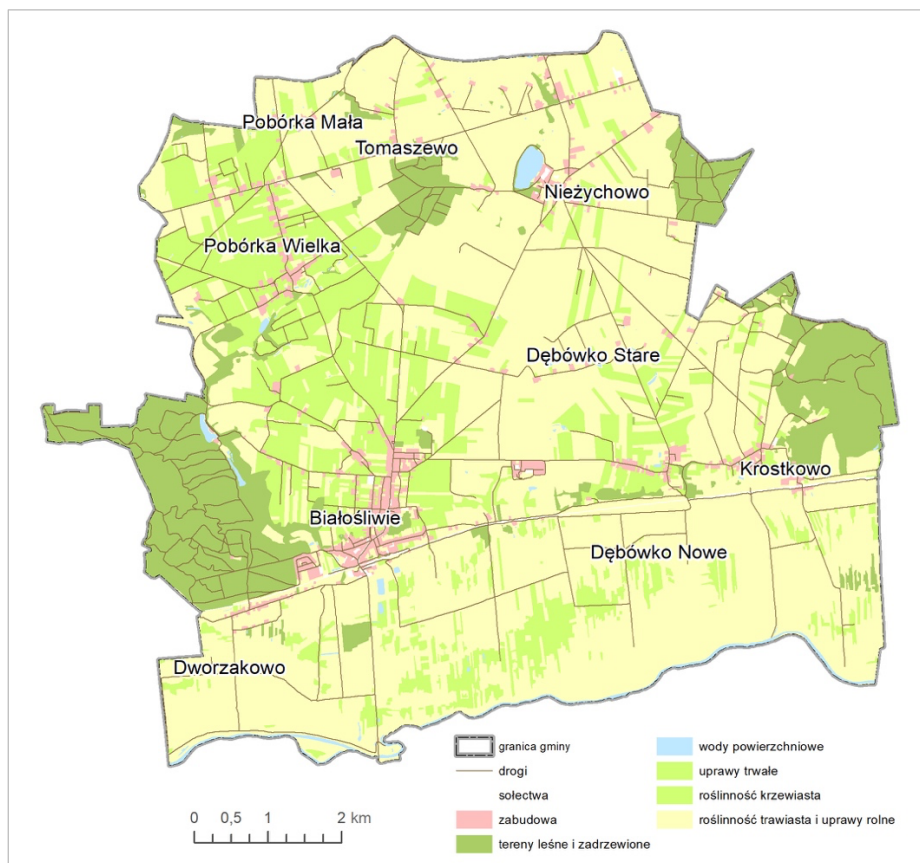 Pobórka Mała
Tomaszewo
Nieżychowo
Pobórka Wielka
Dębówko Stare
Krostkowo
Białośliwie
Dębówko Nowe
Dworzakowo
granica gminy
drogi
sołectwa
zabudowa
tereny leśne i zadrzewione
wody powierzchniowe
uprawy trwałe
roślinność krzewiasta
roślinność trawiasta i uprawy rolne
0 0,5 1 2 km